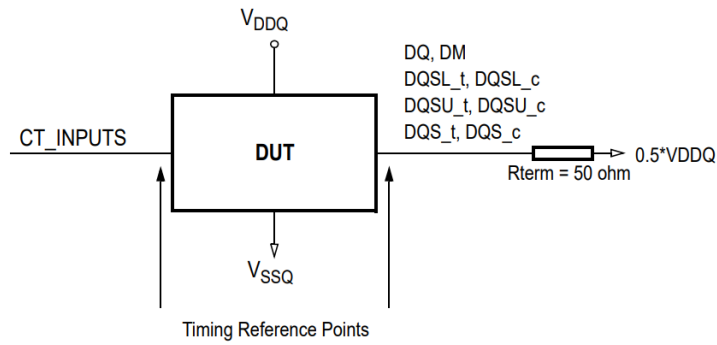 VDDQ
DQ, DM
DQSL_t, DQSL_c
DQSU_t, DQSU_c
DQS_t, DQS_c
CT_INPUTS
DUT
0.5*VDDQ
Rterm = 50 ohm
VSSQ
Timing Reference Points